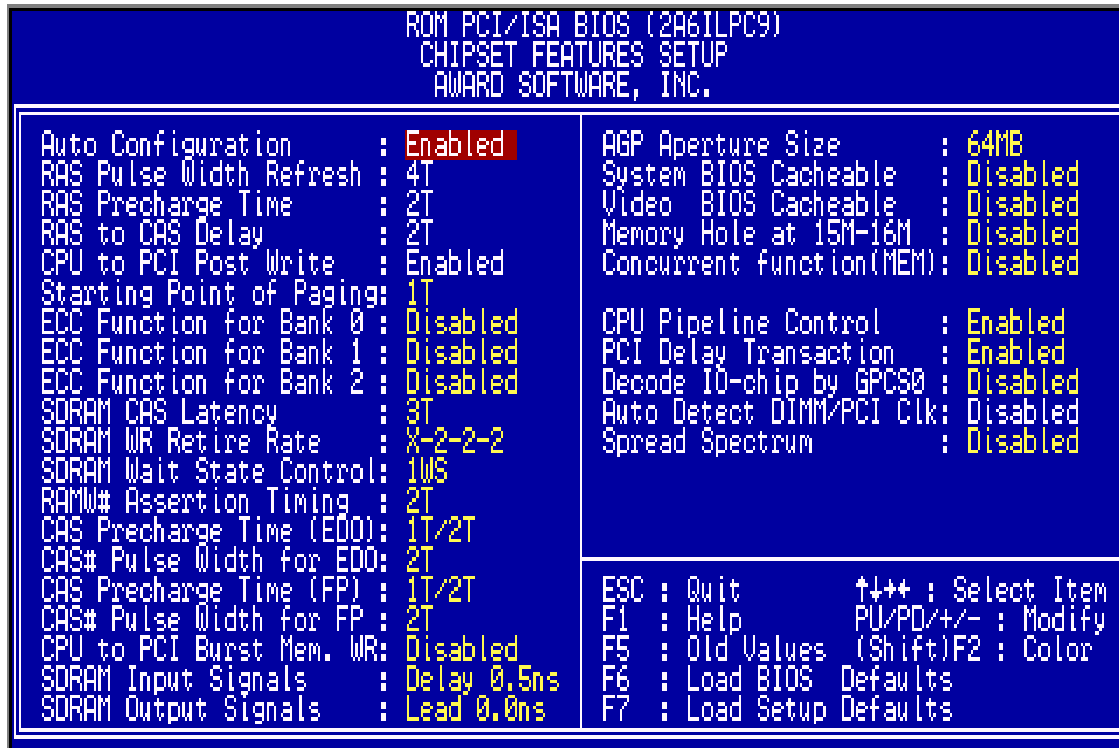 ROM PCI/ISA BIOS (2A6ILPC9)
CHIPSET FEATURES SETUP
AWARD SOFTWARE, INC.
Auto Configuration : Enabled
RAS Pulse Width Refresh : 4T
RAS Precharge Time : 2T
RAS to CAS Delay : 2T
CPU to PCI Post Write : Enabled
Starting Point of Paging: 1T
ECC Function for Bank 0 : Disabled
ECC Function for Bank 1 : Disabled
ECC Function for Bank 2 : Disabled
SDRAM CAS Latency : 3T
SDRAM WR Retire Rate : X-2-2-2
SDRAM Wait State Control: 1WS
RAMW# Assertion Timing : 2T
CAS Precharge Time (EDO): 1T/2T
CAS# Pulse Width for EDO: 2T
CAS Precharge Time (FP) : 1T/2T
CAS# Pulse Width for FP : 2T
CPU to PCI Burst Mem. WR: Disabled
SDRAM Input Signals : Delay 0.5ns
SDRAM Output Signals : Lead 0.0ns
AGP Aperture Size : 64MB
System BIOS Cacheable : Disabled
Video BIOS Cacheable : Disabled
Memory Hole at 15M-16M : Disabled
Concurrent function(MEM): Disabled
CPU Pipeline Control : Enabled
PCI Delay Transaction : Enabled
Decode IO-chip by GPCS0 : Disabled
Auto Detect DIMM/PCI Clk: Disabled
Spread Spectrum : Disabled
ESC : Quit ↑↓→← : Select Item
F1 : Help PU/PD/+/- : Modify
F5 : Old Values (Shift)F2 : Color
F6 : Load BIOS Defaults
F7 : Load Setup Defaults